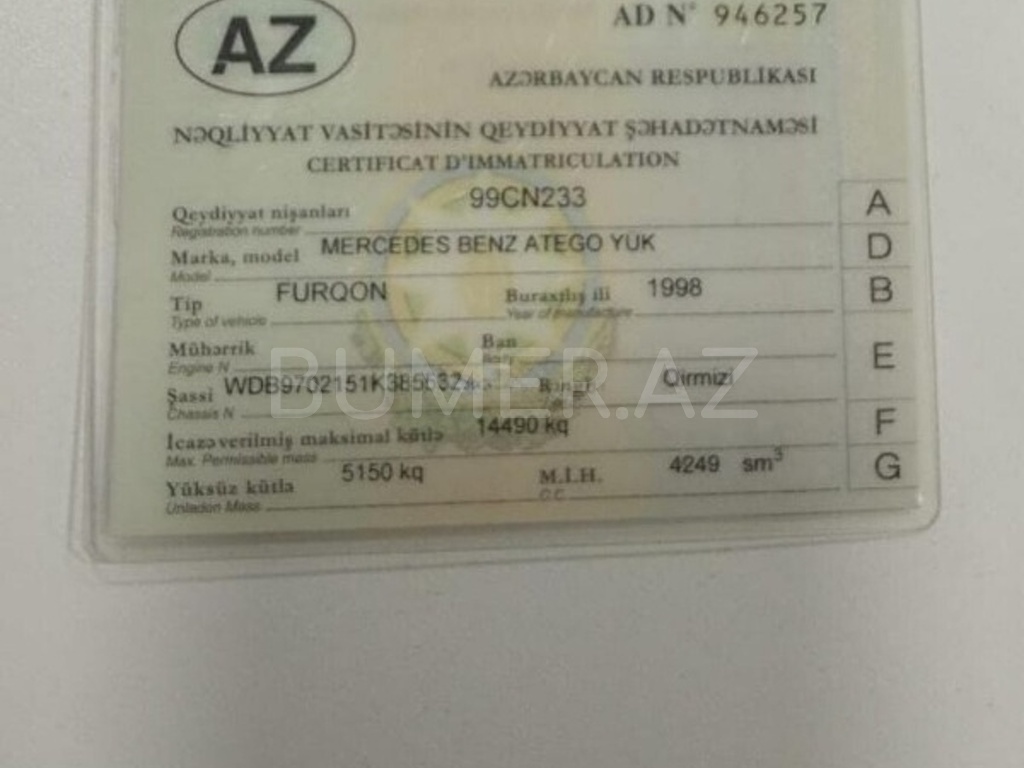 AZ
AD N° 946257
AZƏRBAYCAN RESPUBLİKASI
NƏQLİYYAT VASİTƏSİNİN QEYDİYYAT ŞƏHADƏTNAMƏSİ
CERTIFICAT D'IMMATRICULATION
Qeydiyyat nişanları 99CN233 A
Registration number
Marka, model MERCEDES BENZ ATEGO YUK D
Model
Tip FURQON Buraxılış ili 1998 B
Type of vehicle Year of manufacture
Mühərrik Ban E
Engine N Body
Şassi Qirmizi
Chassis N
İcazə verilmiş maksimal kütlə 14490 kq F
Max. Permissible mass
Yüksüz kütlə 5150 kq M.İ.H. 4249 sm³ G
Unladen Mass C.C
BUMER.AZ